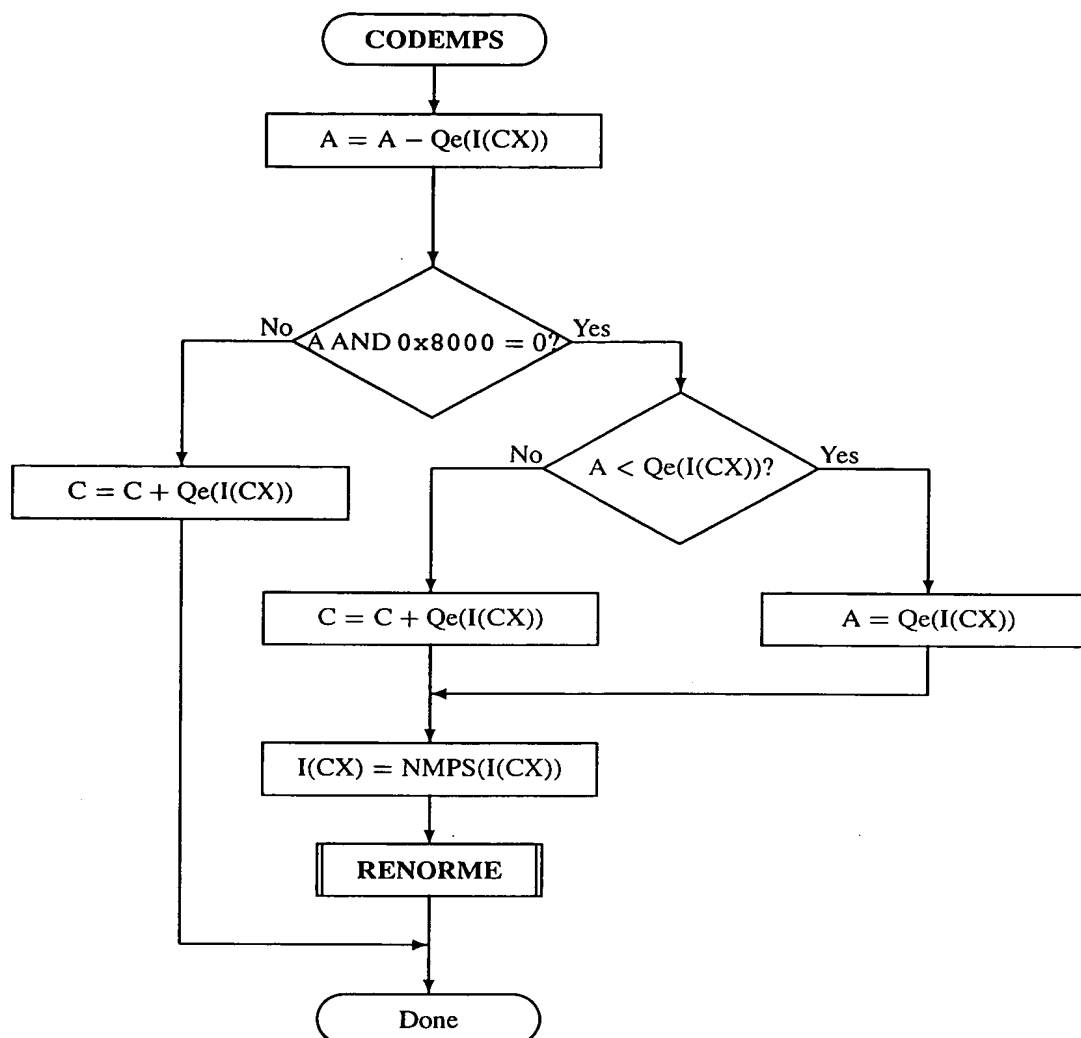 CODEMPS
A = A − Qe(I(CX))
No
A AND 0x8000 = 0?
Yes
No
A < Qe(I(CX))?
Yes
C = C + Qe(I(CX))
C = C + Qe(I(CX))
A = Qe(I(CX))
I(CX) = NMPS(I(CX))
RENORME
Done